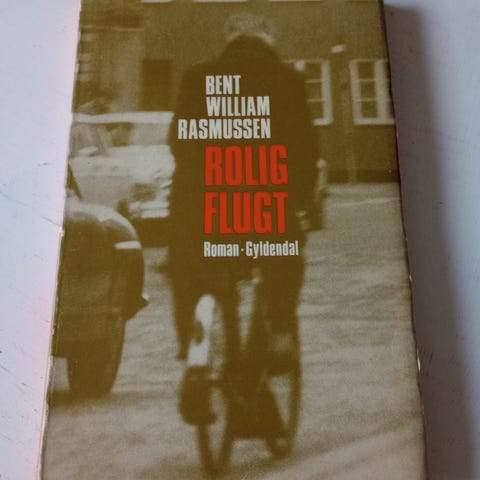 BENT
WILLIAM
RASMUSSEN
ROLIG
FLUGT
Roman · Gyldendal